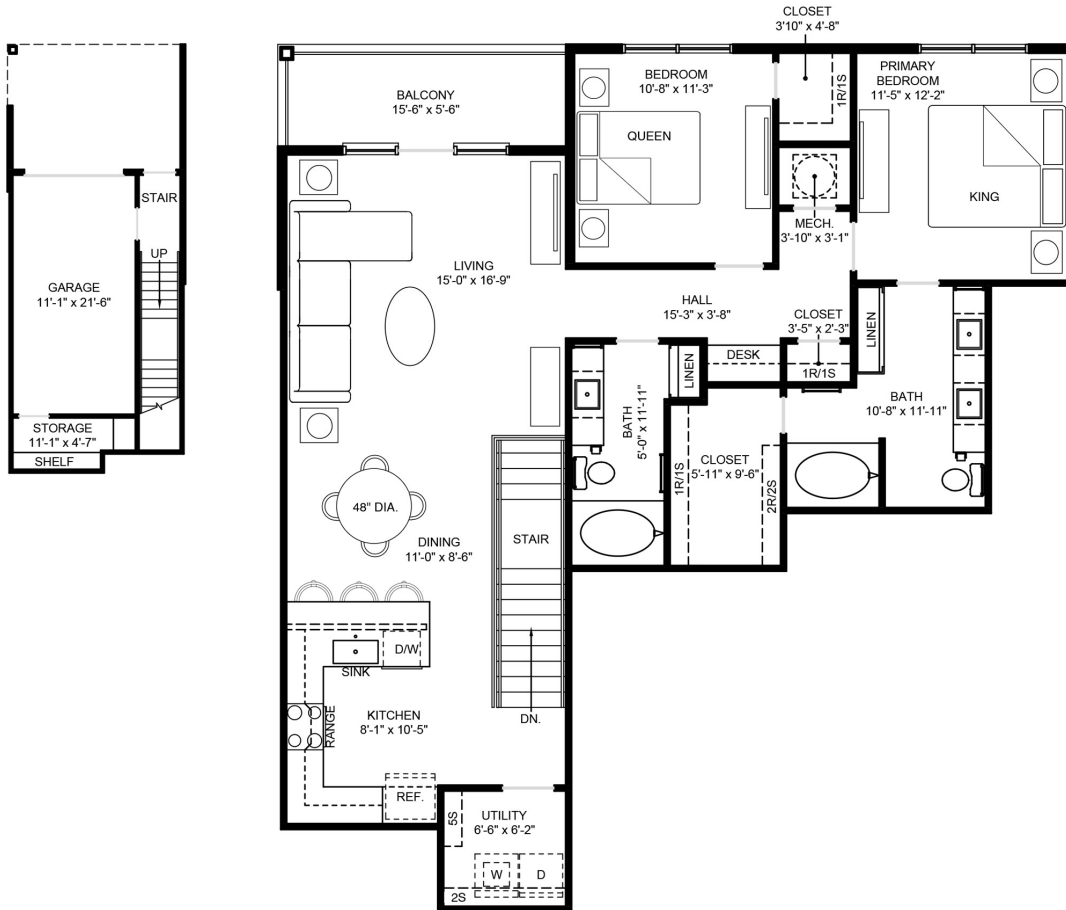 STAIR
UP
GARAGE
11'-1" x 21'-6"
STORAGE
11'-1" x 4'-7"
SHELF
BALCONY
15'-6" x 5'-6"
BEDROOM
10'-8" x 11'-3"
QUEEN
CLOSET
3'10" x 4'-8"
1R/1S
PRIMARY
BEDROOM
11'-5" x 12'-2"
KING
MECH.
3'-10" x 3'-1"
LIVING
15'-0" x 16'-9"
HALL
15'-3" x 3'-8"
CLOSET
3'-5" x 2'-3"
1R/1S
DESK
LINEN
LINEN
BATH
5'-0" x 11'-11"
BATH
10'-8" x 11'-11"
CLOSET
5'-11" x 9'-6"
1R/1S
2R/2S
48" DIA.
DINING
11'-0" x 8'-6"
STAIR
DN.
D/W
SINK
KITCHEN
8'-1" x 10'-5"
RANGE
REF.
UTILITY
6'-6" x 6'-2"
5S
W
D
2S